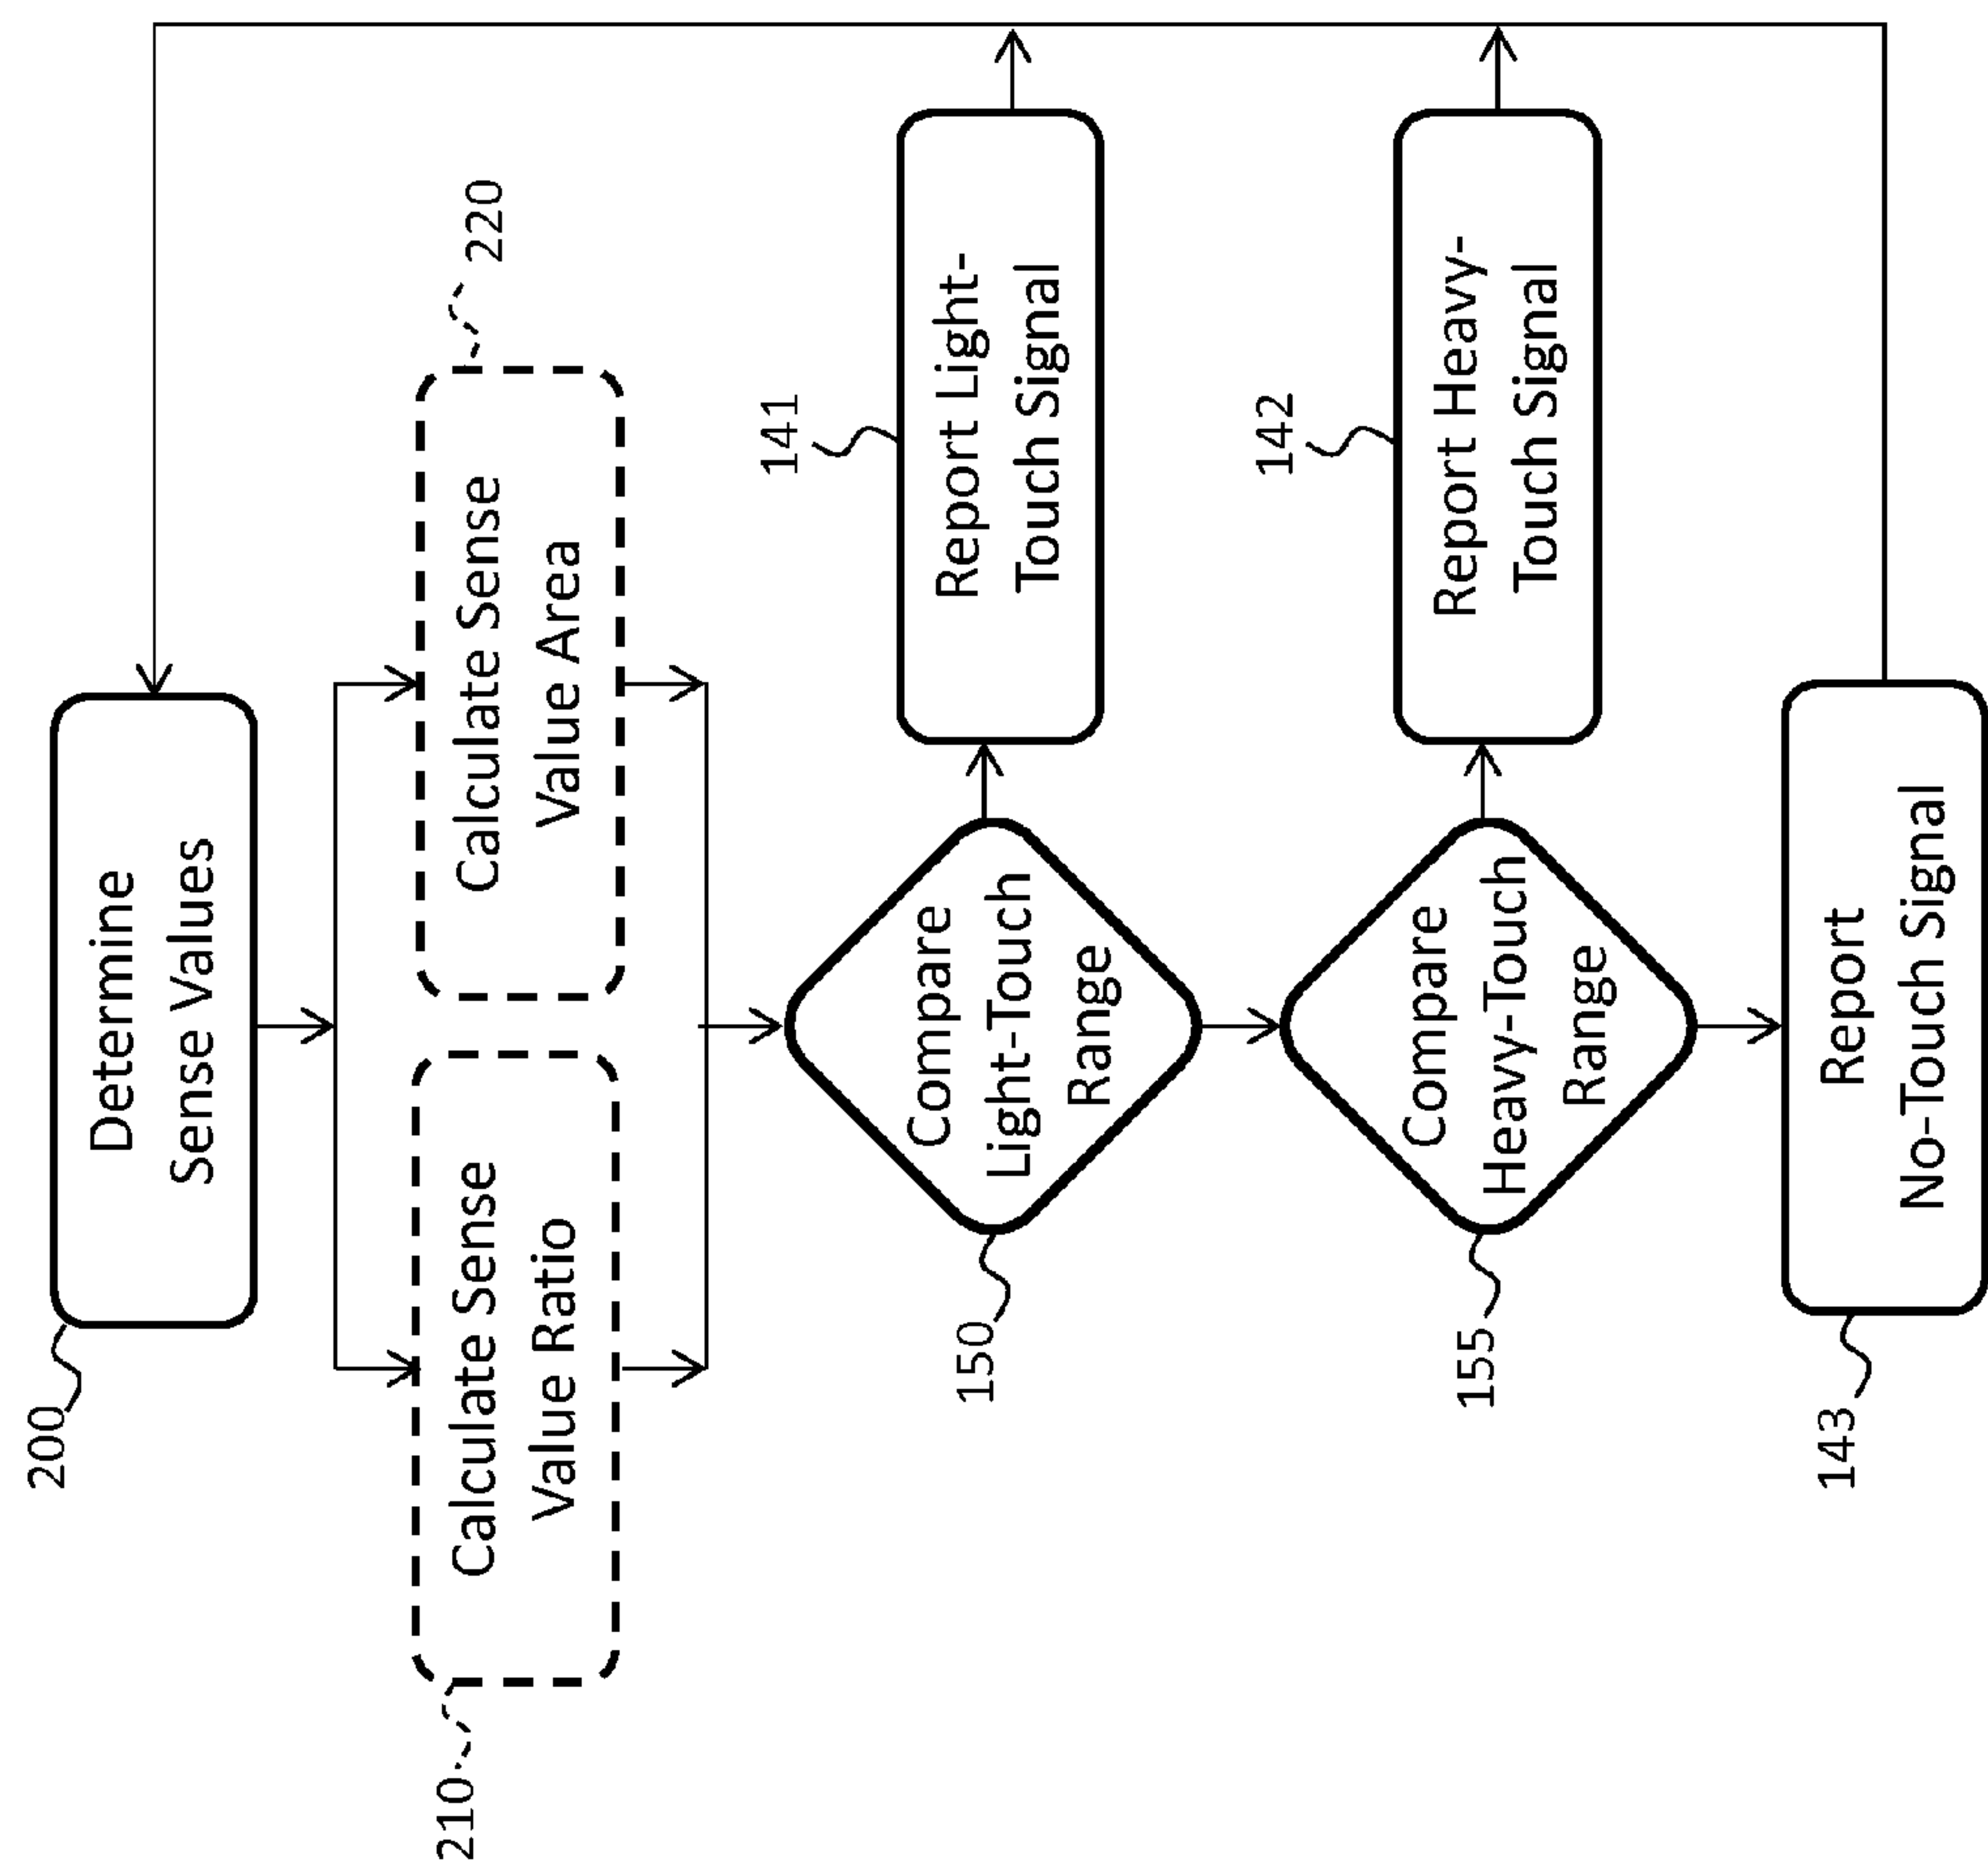 200
Determine
Sense Values
210
Calculate Sense
Value Ratio
220
Calculate Sense
Value Area
150
Compare
Light-Touch
Range
141
Report Light-
Touch Signal
155
Compare
Heavy-Touch
Range
142
Report Heavy-
Touch Signal
143
Report
No-Touch Signal